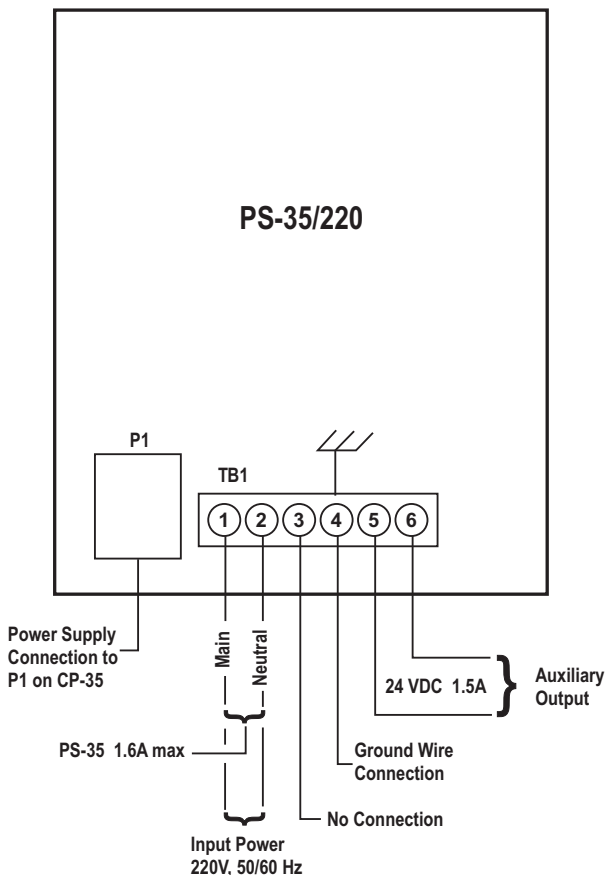 PS-35/220
P1
TB1
1 2 3 4 5 6
Power Supply
Connection to
P1 on CP-35
Main
Neutral
24 VDC 1.5A
Auxiliary
Output
PS-35 1.6A max
Ground Wire
Connection
No Connection
Input Power
220V, 50/60 Hz